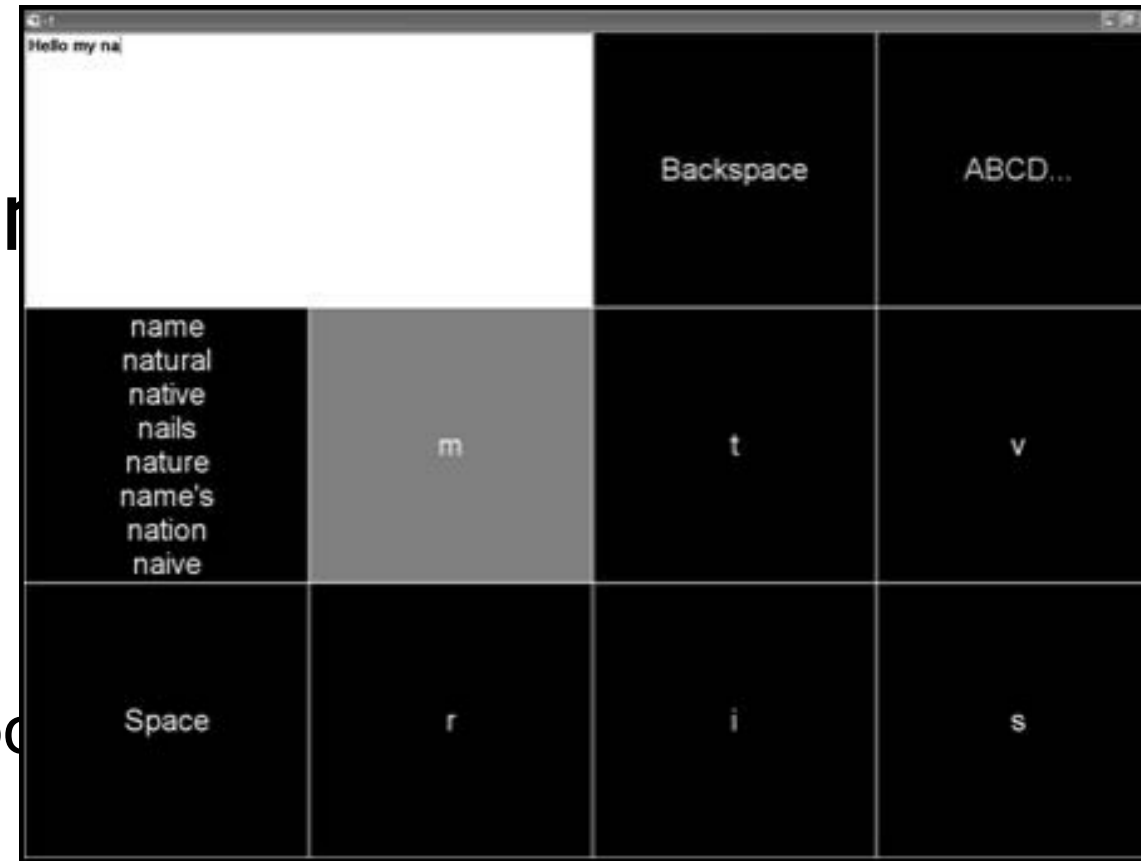 Hello my na
Backspace
ABCD...
name
natural
native
nails
nature
name's
nation
naive
m
t
v
Space
r
i
s